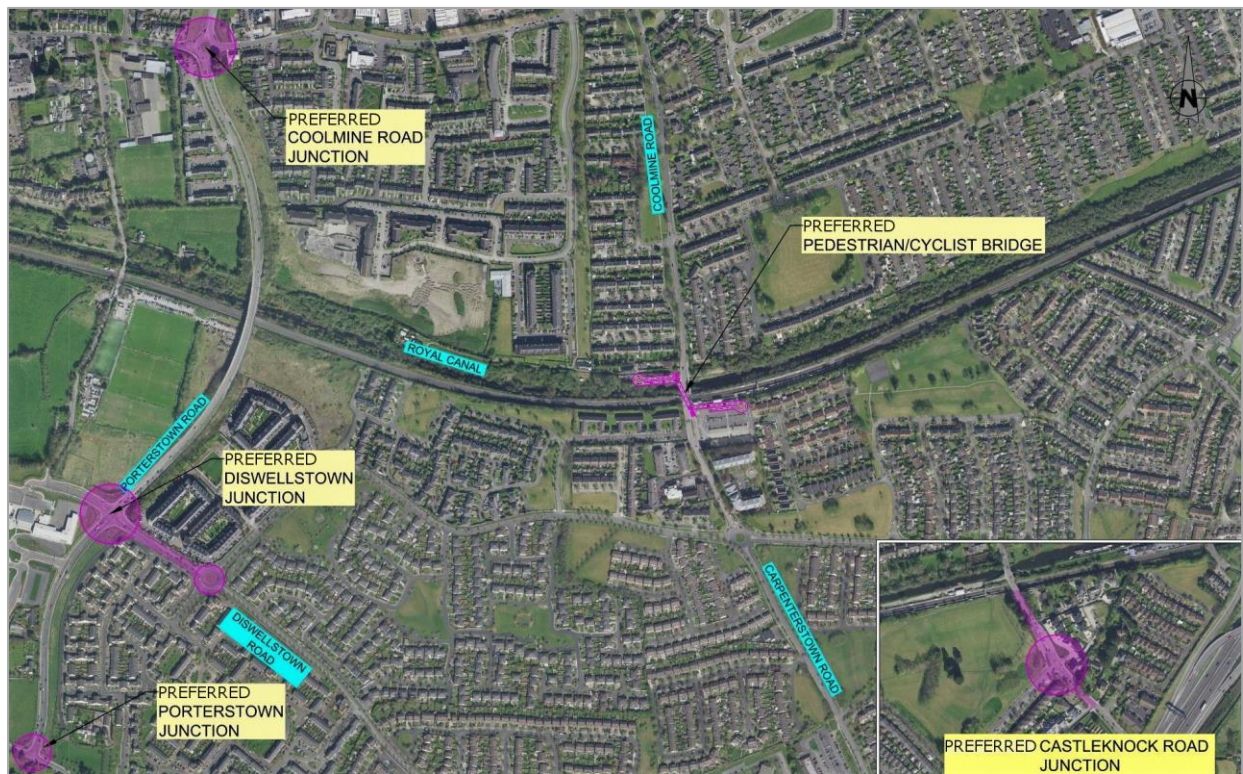 PREFERRED
COOLMINE ROAD
JUNCTION
COOLMINE ROAD
N
PREFERRED
PEDESTRIAN/CYCLIST BRIDGE
ROYAL CANAL
PORTERSTOWN ROAD
PREFERRED
DISWELLSTOWN
JUNCTION
CARPENTERSTOWN ROAD
DISWELLSTOWN
ROAD
PREFERRED
PORTERSTOWN
JUNCTION
PREFERRED CASTLEKNOCK ROAD
JUNCTION